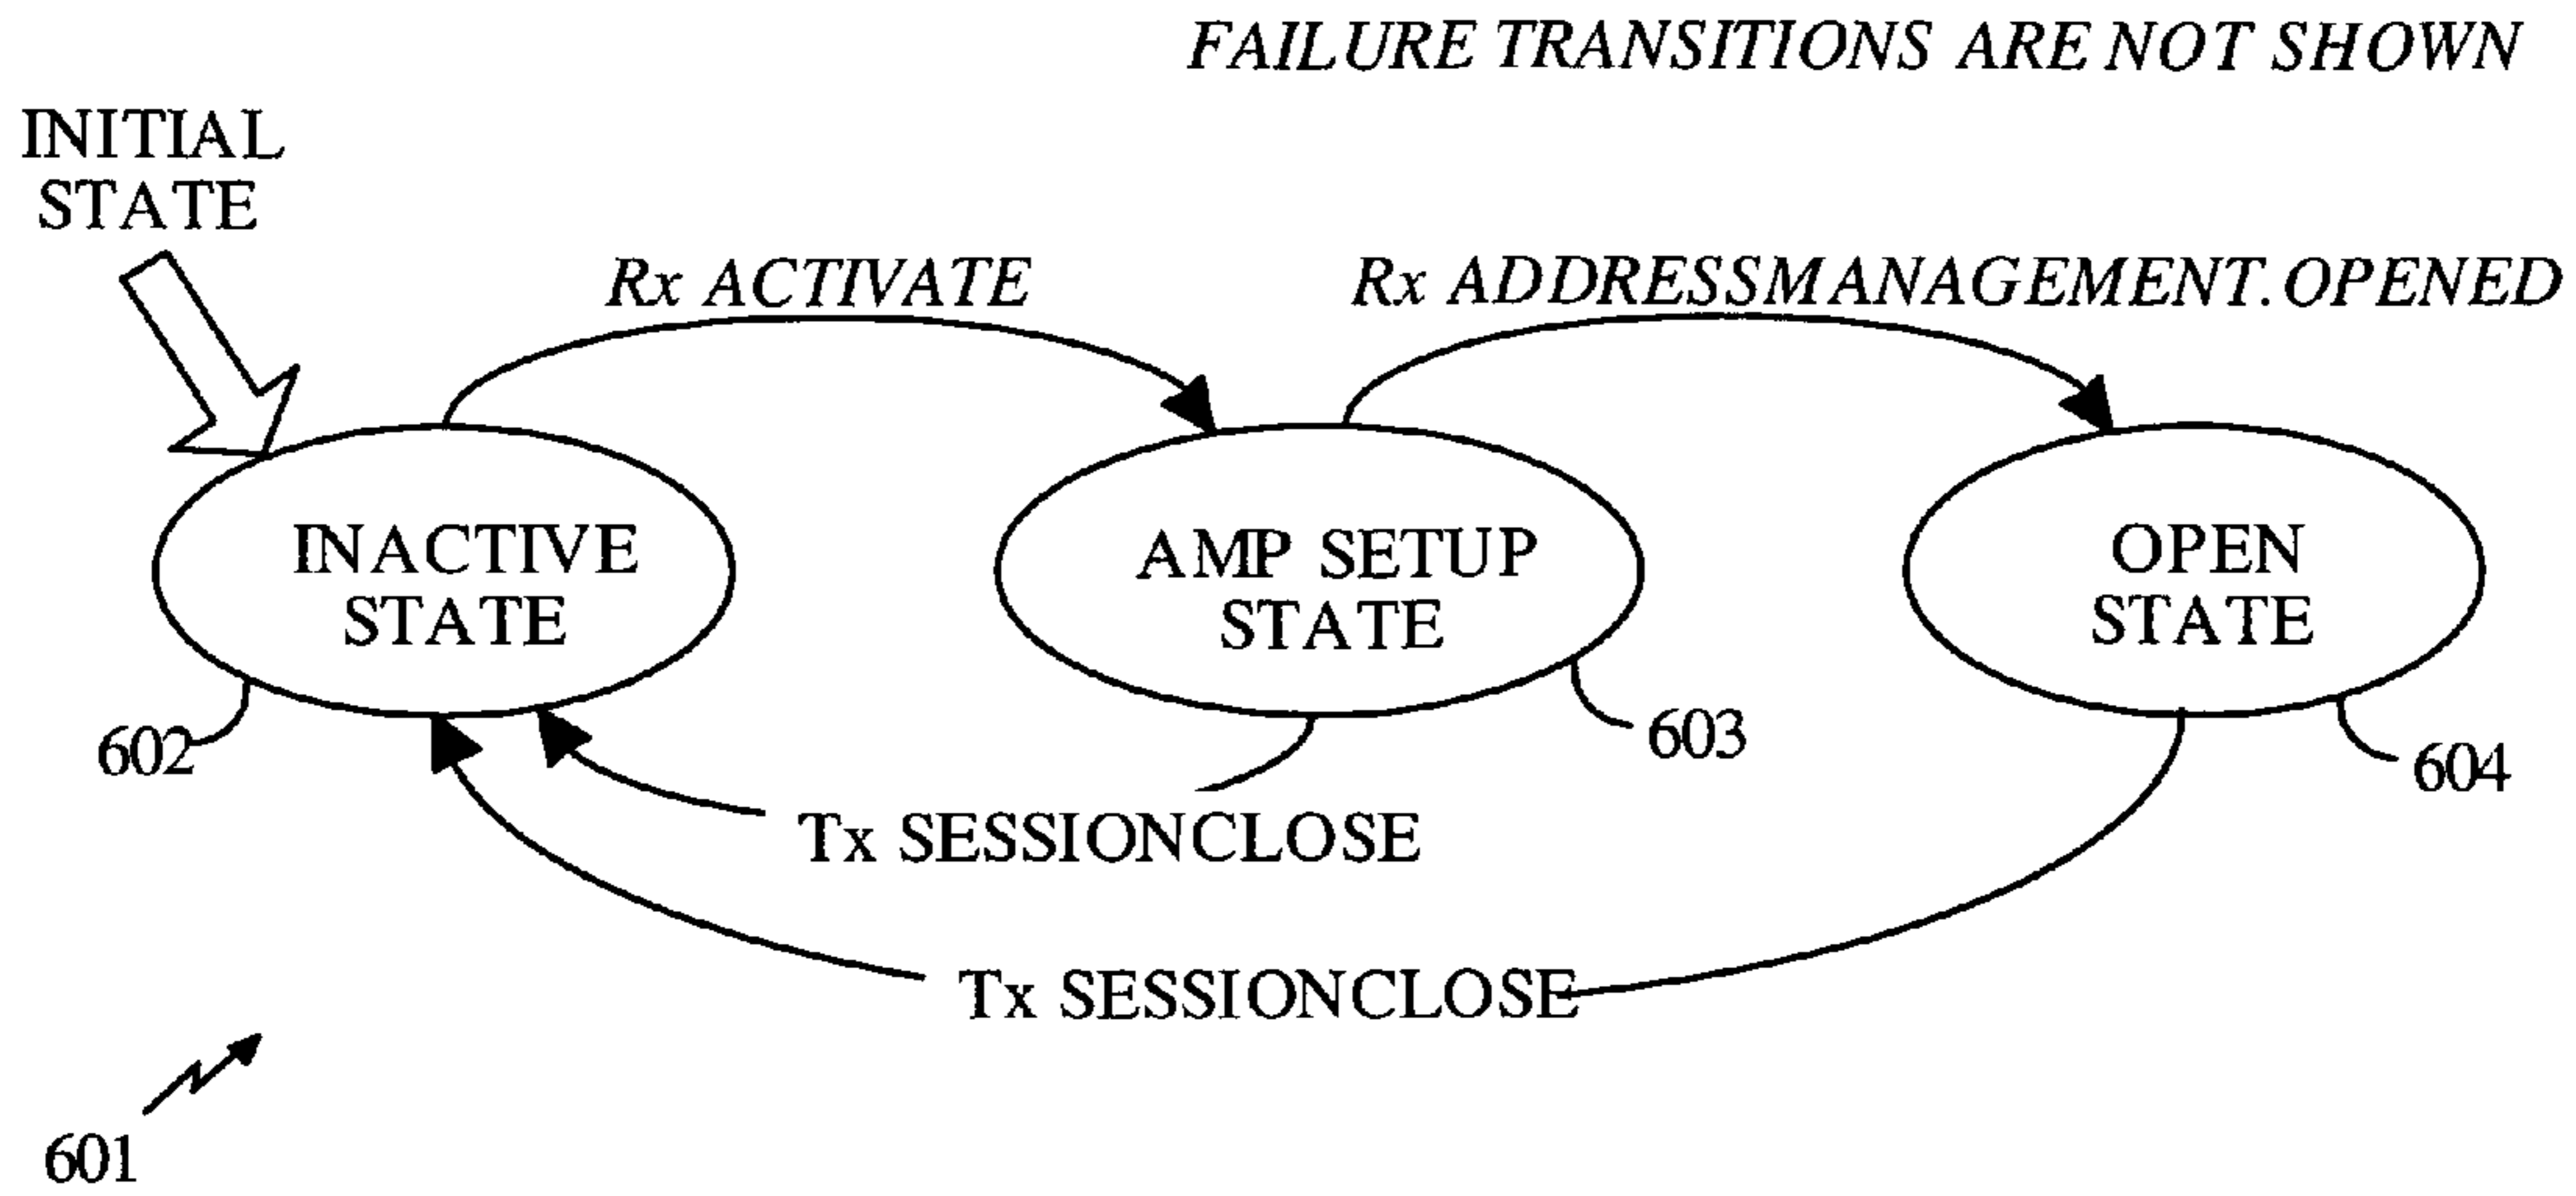 FAILURE TRANSITIONS ARE NOT SHOWN
INITIAL
STATE
Rx ACTIVATE
Rx ADDRESSMANAGEMENT.OPENED
INACTIVE
STATE
AMP SETUP
STATE
OPEN
STATE
602
603
604
Tx SESSIONCLOSE
Tx SESSIONCLOSE
601